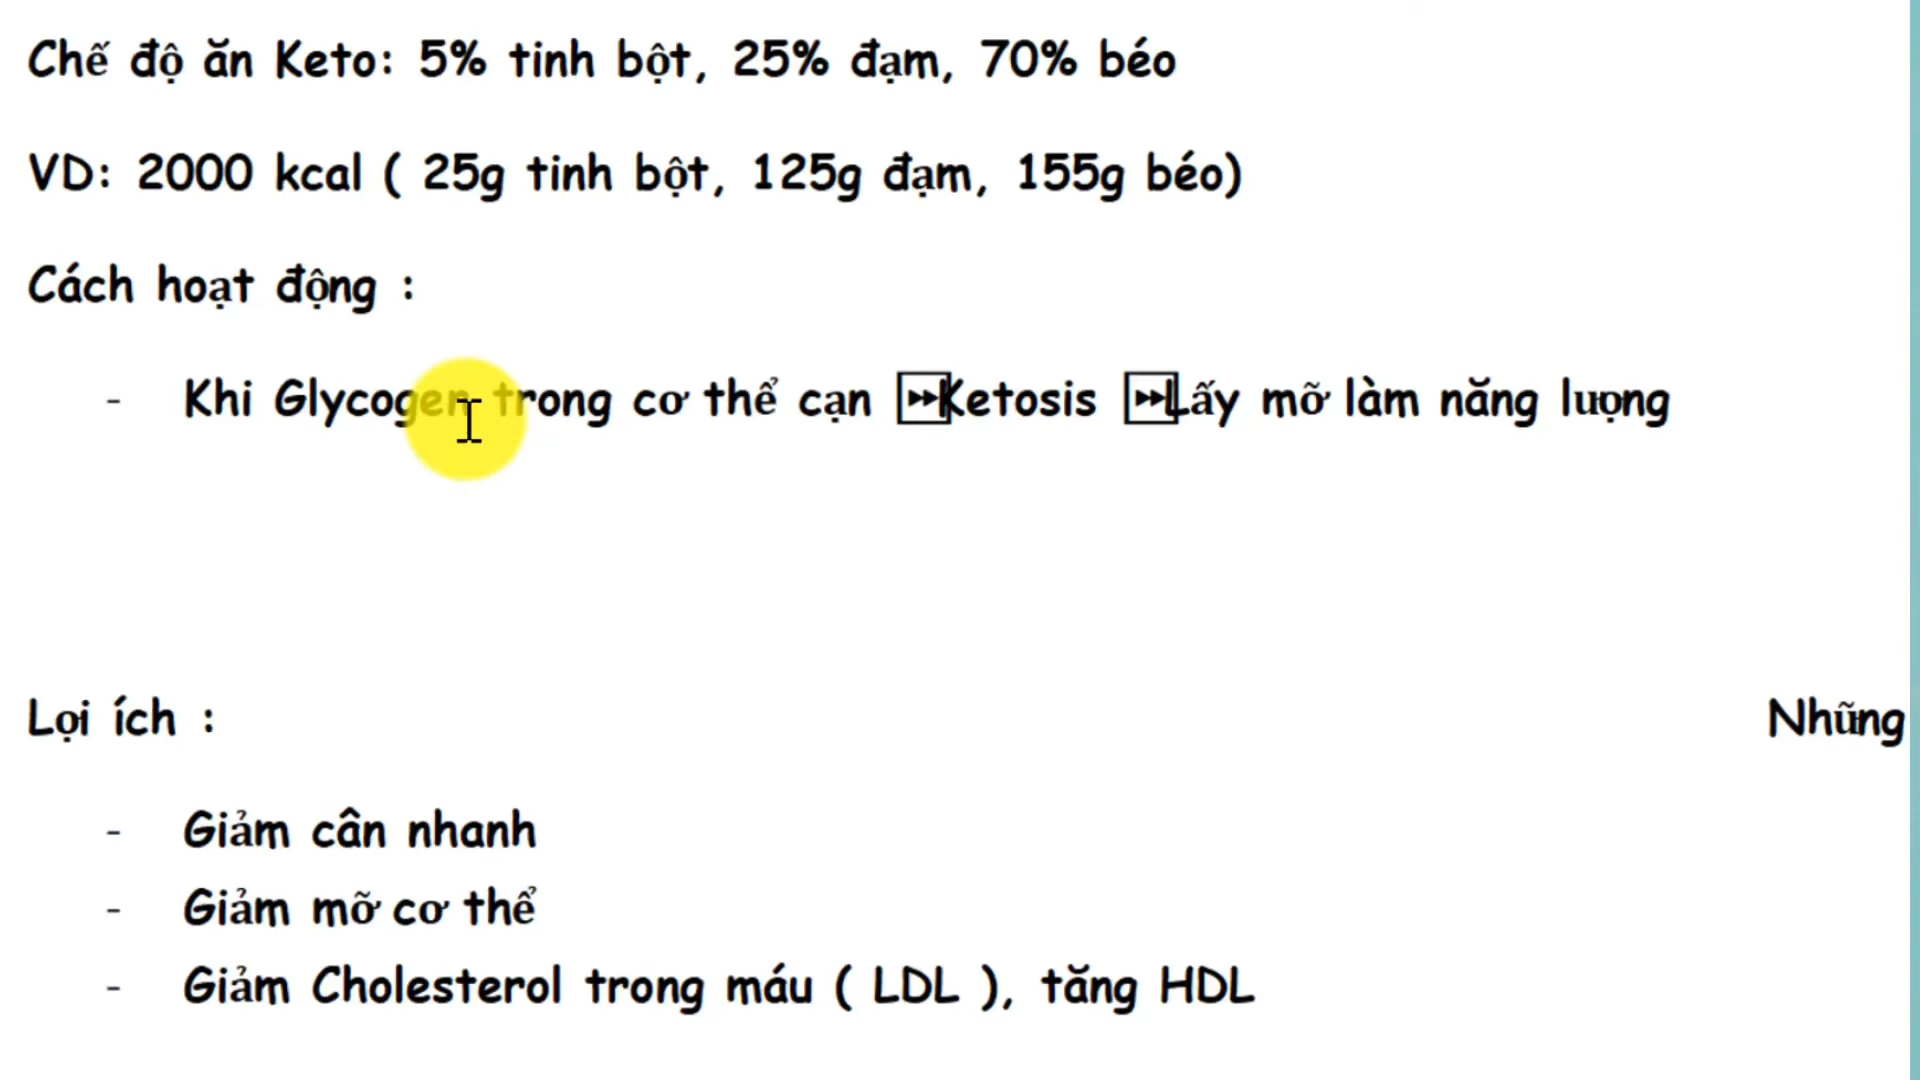 Chế độ ăn Keto: 5% tinh bột, 25% đạm, 70% béo
VD: 2000 kcal ( 25g tinh bột, 125g đạm, 155g béo)
Cách hoạt động :
- Khi Glycogen trong cơ thể cạn ⏩Ketosis ⏩Lấy mỡ làm năng lượng
Lợi ích : Những
- Giảm cân nhanh
- Giảm mỡ cơ thể
- Giảm Cholesterol trong máu ( LDL ), tăng HDL